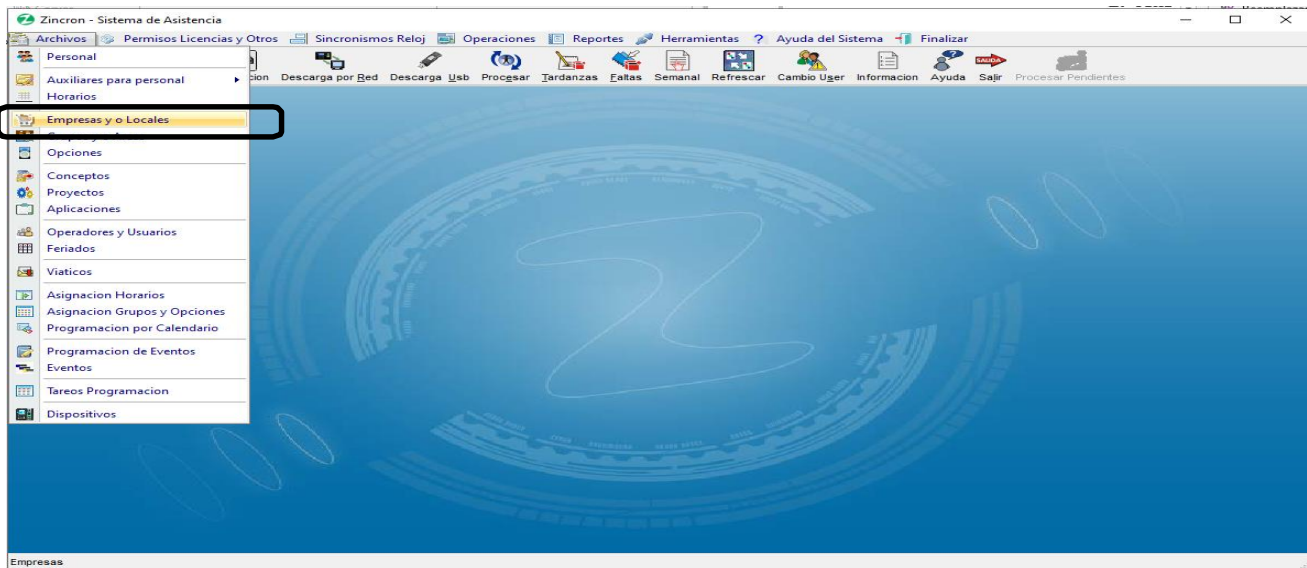 Zincron - Sistema de Asistencia
Archivos Permisos Licencias y Otros Sincronismos Reloj Operaciones Reportes Herramientas ? Ayuda del Sistema Finalizar
Descarga por Red Descarga Usb Procesar Tardanzas Faltas Semanal Refrescar Cambio User Informacion Ayuda Salir Procesar Pendientes
SALIDA
Personal
Auxiliares para personal
Horarios
Empresas y o Locales
Opciones
Conceptos
Proyectos
Aplicaciones
Operadores y Usuarios
Feriados
Viaticos
Asignacion Horarios
Asignacion Grupos y Opciones
Programacion por Calendario
Programacion de Eventos
Eventos
Tareos Programacion
Dispositivos
Empresas